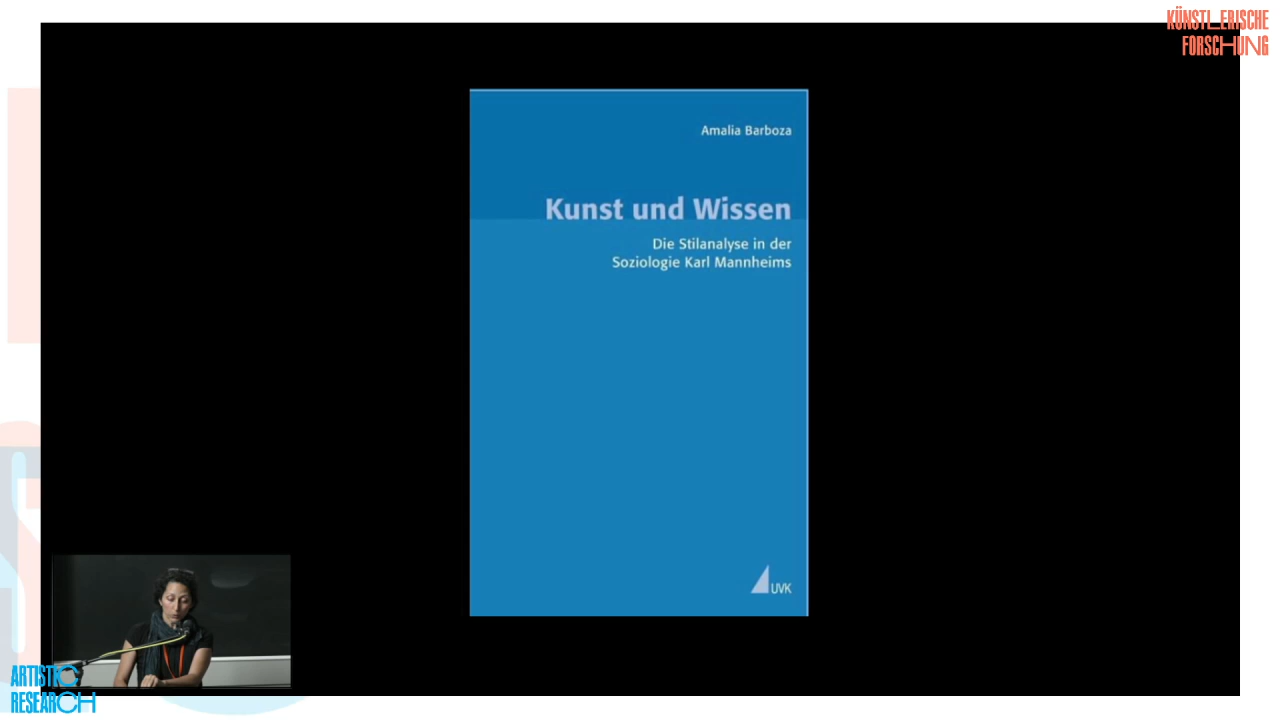 KÜNSTLERISCHE
FORSCHUNG
Amalia Barboza
Kunst und Wissen
Die Stilanalyse in der
Soziologie Karl Mannheims
UVK
ARTISTIC
RESEARCH